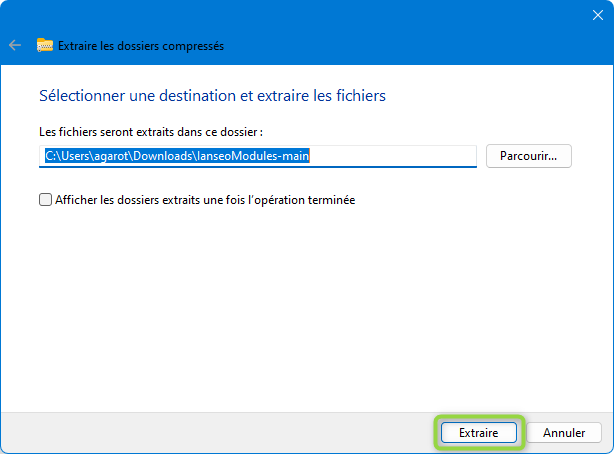 Extraire les dossiers compressés
Sélectionner une destination et extraire les fichiers
Les fichiers seront extraits dans ce dossier :
C:\Users\agarot\Downloads\IanseoModules-main
Parcourir...
Afficher les dossiers extraits une fois l’opération terminée
Extraire
Annuler